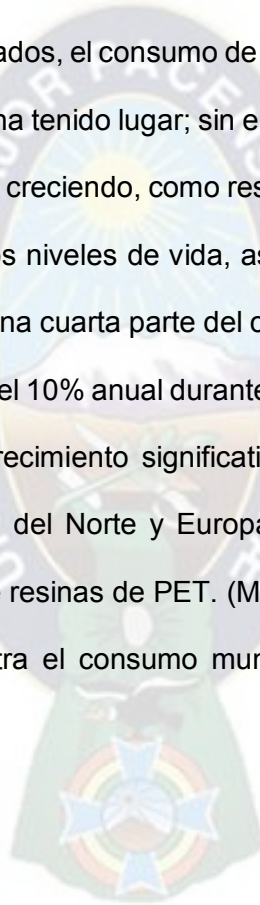 ados, el consumo de
na tenido lugar; sin e
creciendo, como res
s niveles de vida, as
na cuarta parte del c
el 10% anual durante
recimiento significati
del Norte y Europa
e resinas de PET. (M
tra el consumo mun